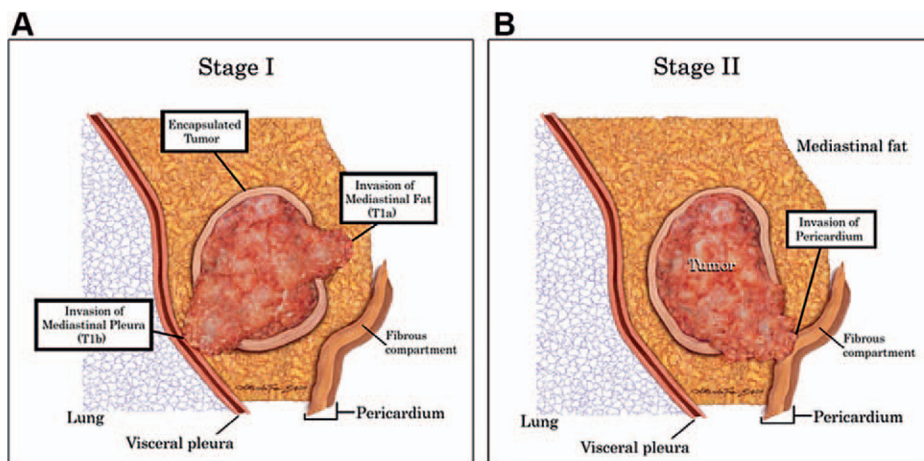 A
Stage I
Encapsulated
Tumor
Invasion of
Mediastinal Fat
(T1a)
Invasion of
Mediastinal Pleura
(T1b)
Fibrous
compartment
Lung
Visceral pleura
Pericardium
B
Stage II
Mediastinal fat
Invasion of
Pericardium
Tumor
Fibrous
compartment
Lung
Visceral pleura
Pericardium